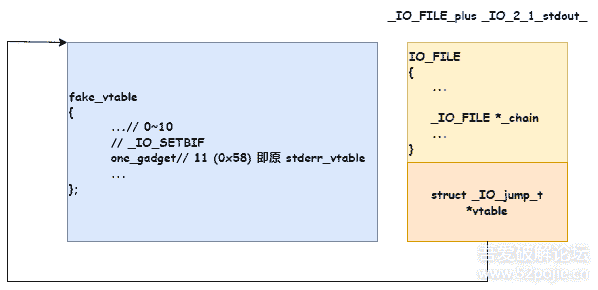 _IO_FILE_plus _IO_2_1_stdout_
fake_vtable
{
...// 0~10
// _IO_SETBIF
one_gadget// 11 (0x58) 即原 stderr_vtable
...
};
IO_FILE
{
...
_IO_FILE *_chain
...
}
struct _IO_jump_t
*vtable
吾爱破解论坛
www.52pojie.cn